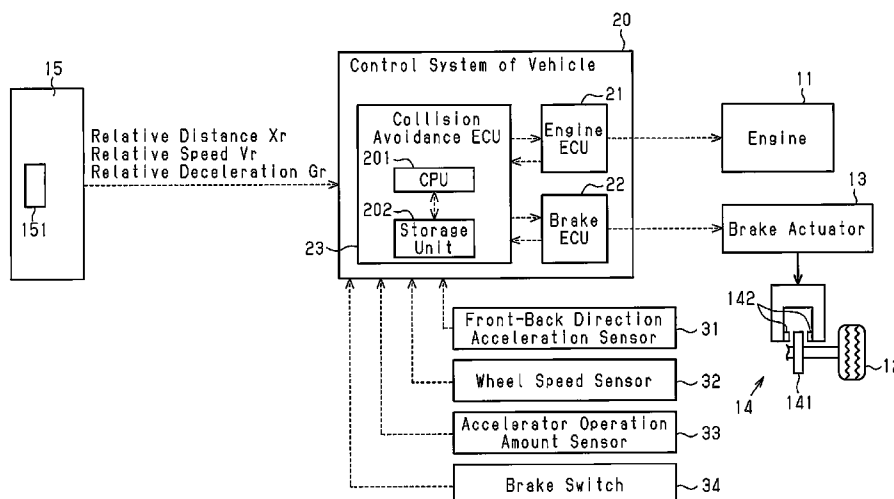 20
15
Control System of Vehicle
21
11
Relative Distance Xr
Relative Speed Vr
Relative Deceleration Gr
Collision
Avoidance ECU
Engine
ECU
Engine
201
CPU
22
13
151
202
Storage
Unit
23
Brake
ECU
Brake Actuator
142
Front-Back Direction
Acceleration Sensor
31
12
Wheel Speed Sensor
32
14
141
Accelerator Operation
Amount Sensor
33
Brake Switch
34